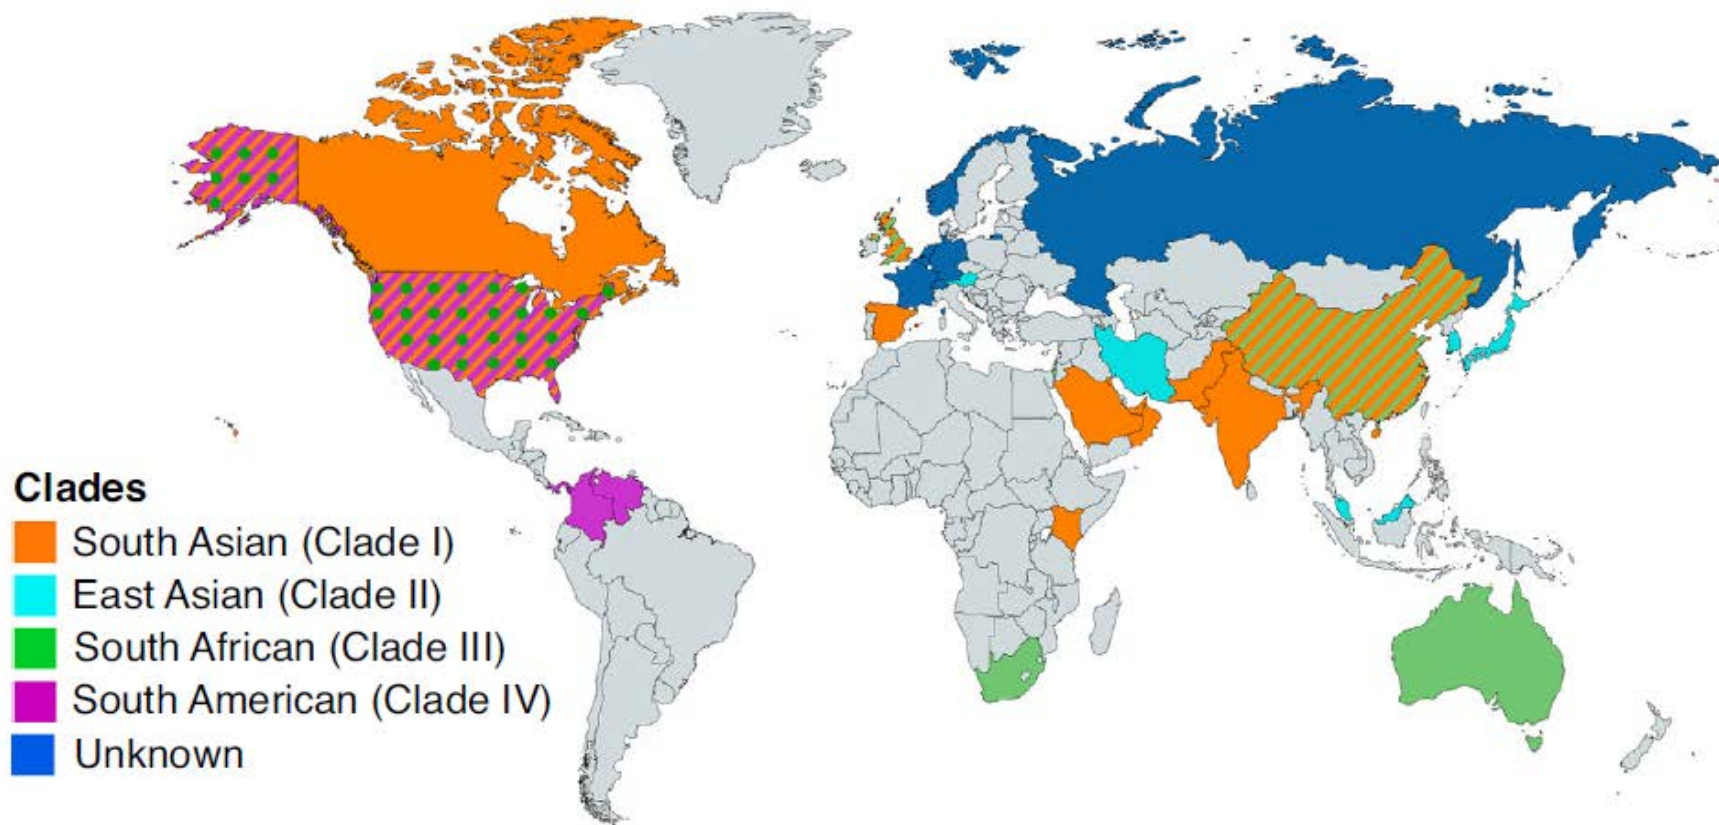 Clades
South Asian (Clade I)
East Asian (Clade II)
South African (Clade III)
South American (Clade IV)
Unknown